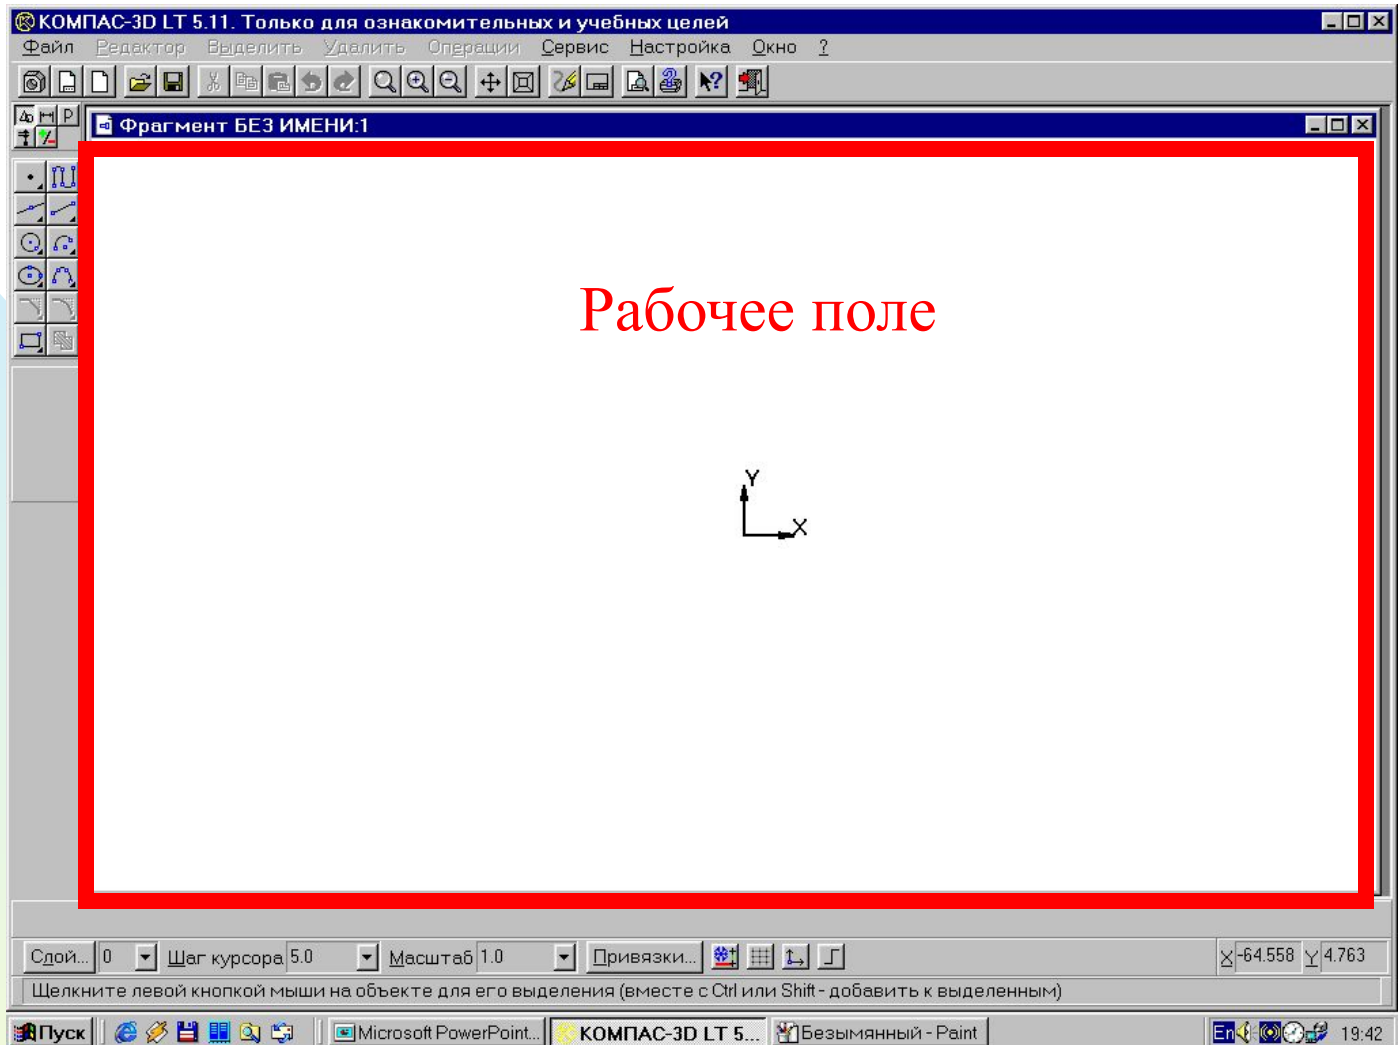 КОМПАС-3D LT 5.11. Только для ознакомительных и учебных целей
Файл Редактор Выделить Удалить Операции Сервис Настройка Окно ?
Фрагмент БЕЗ ИМЕНИ:1
Рабочее поле
Y
X
Слой... 0 Шаг курсора 5.0 Масштаб 1.0 Привязки... X -64.558 Y 4.763
Щелкните левой кнопкой мыши на объекте для его выделения (вместе с Ctrl или Shift - добавить к выделенным)
Пуск Microsoft PowerPoint... КОМПАС-3D LT 5... Безымянный - Paint En 19:42